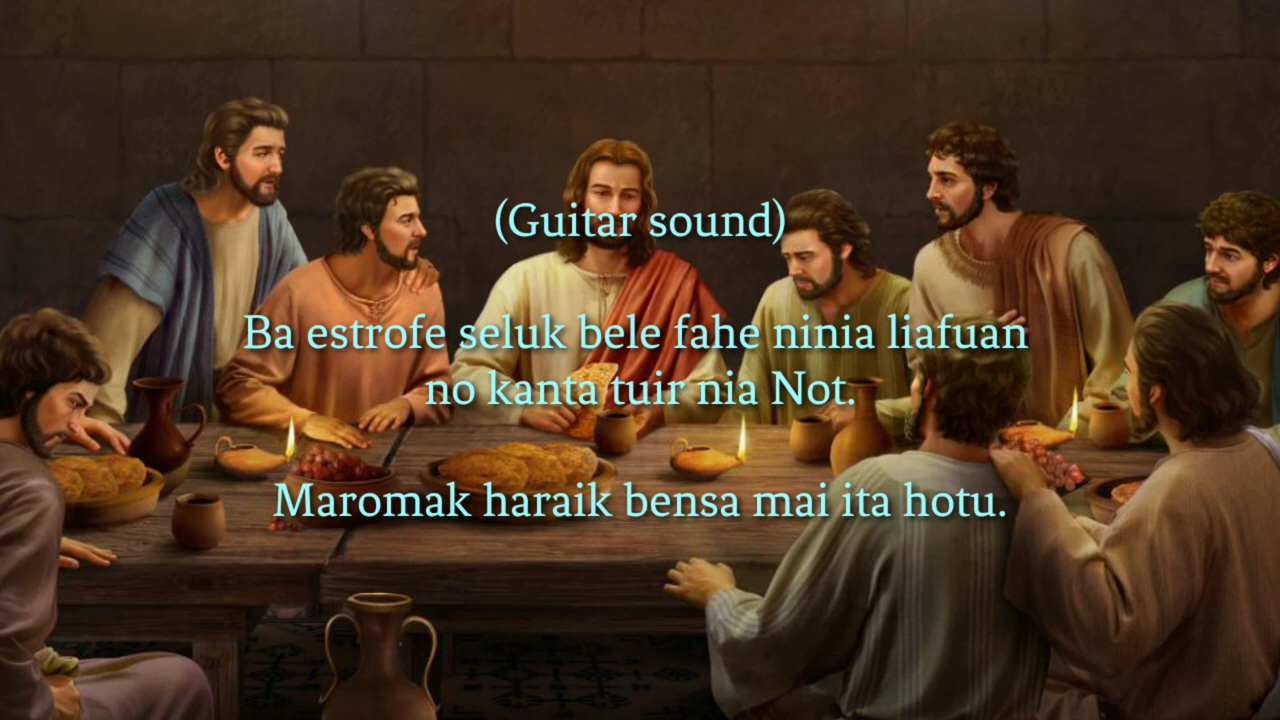 (Guitar sound)
Ba estrofe seluk bele fahe ninia liafuan
no kanta tuir nia Not.
Maromak haraik bensa mai ita hotu.